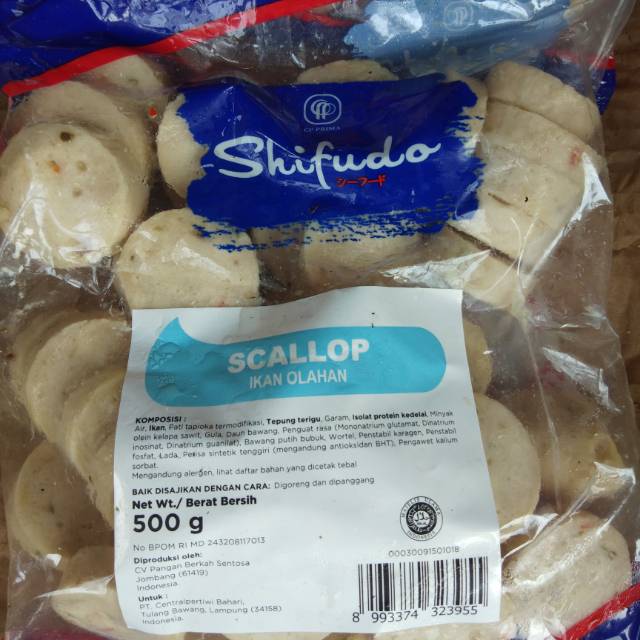 CP PRIMA
Shifudo
シーフード
SCALLOP
IKAN OLAHAN
KOMPOSISI :
Air, Ikan, Pati tapioka termodifikasi, Tepung terigu, Garam, Isolat protein kedelai, Minyak
olein kelapa sawit, Gula, Daun bawang, Penguat rasa (Mononatrium glutamat, Dinatrium
inosinat, Dinatrium guanilat), Bawang putih bubuk, Wortel, Penstabil karagen, Penstabil
fosfat, Lada, Perisa sintetik tenggiri (mengandung antioksidan BHT), Pengawet kalium
sorbat.
Mengandung alergen, lihat daftar bahan yang dicetak tebal
BAIK DISAJIKAN DENGAN CARA: Digoreng dan dipanggang
Net Wt./ Berat Bersih
500 g
No BPOM RI MD 243208117013
Diproduksi oleh:
CV Pangan Berkah Sentosa
Jombang (61419)
Indonesia.
Untuk :
PT. Centralpertiwi Bahari,
Tulang Bawang, Lampung (34158)
Indonesia.
00030091501018
8 993374 323955